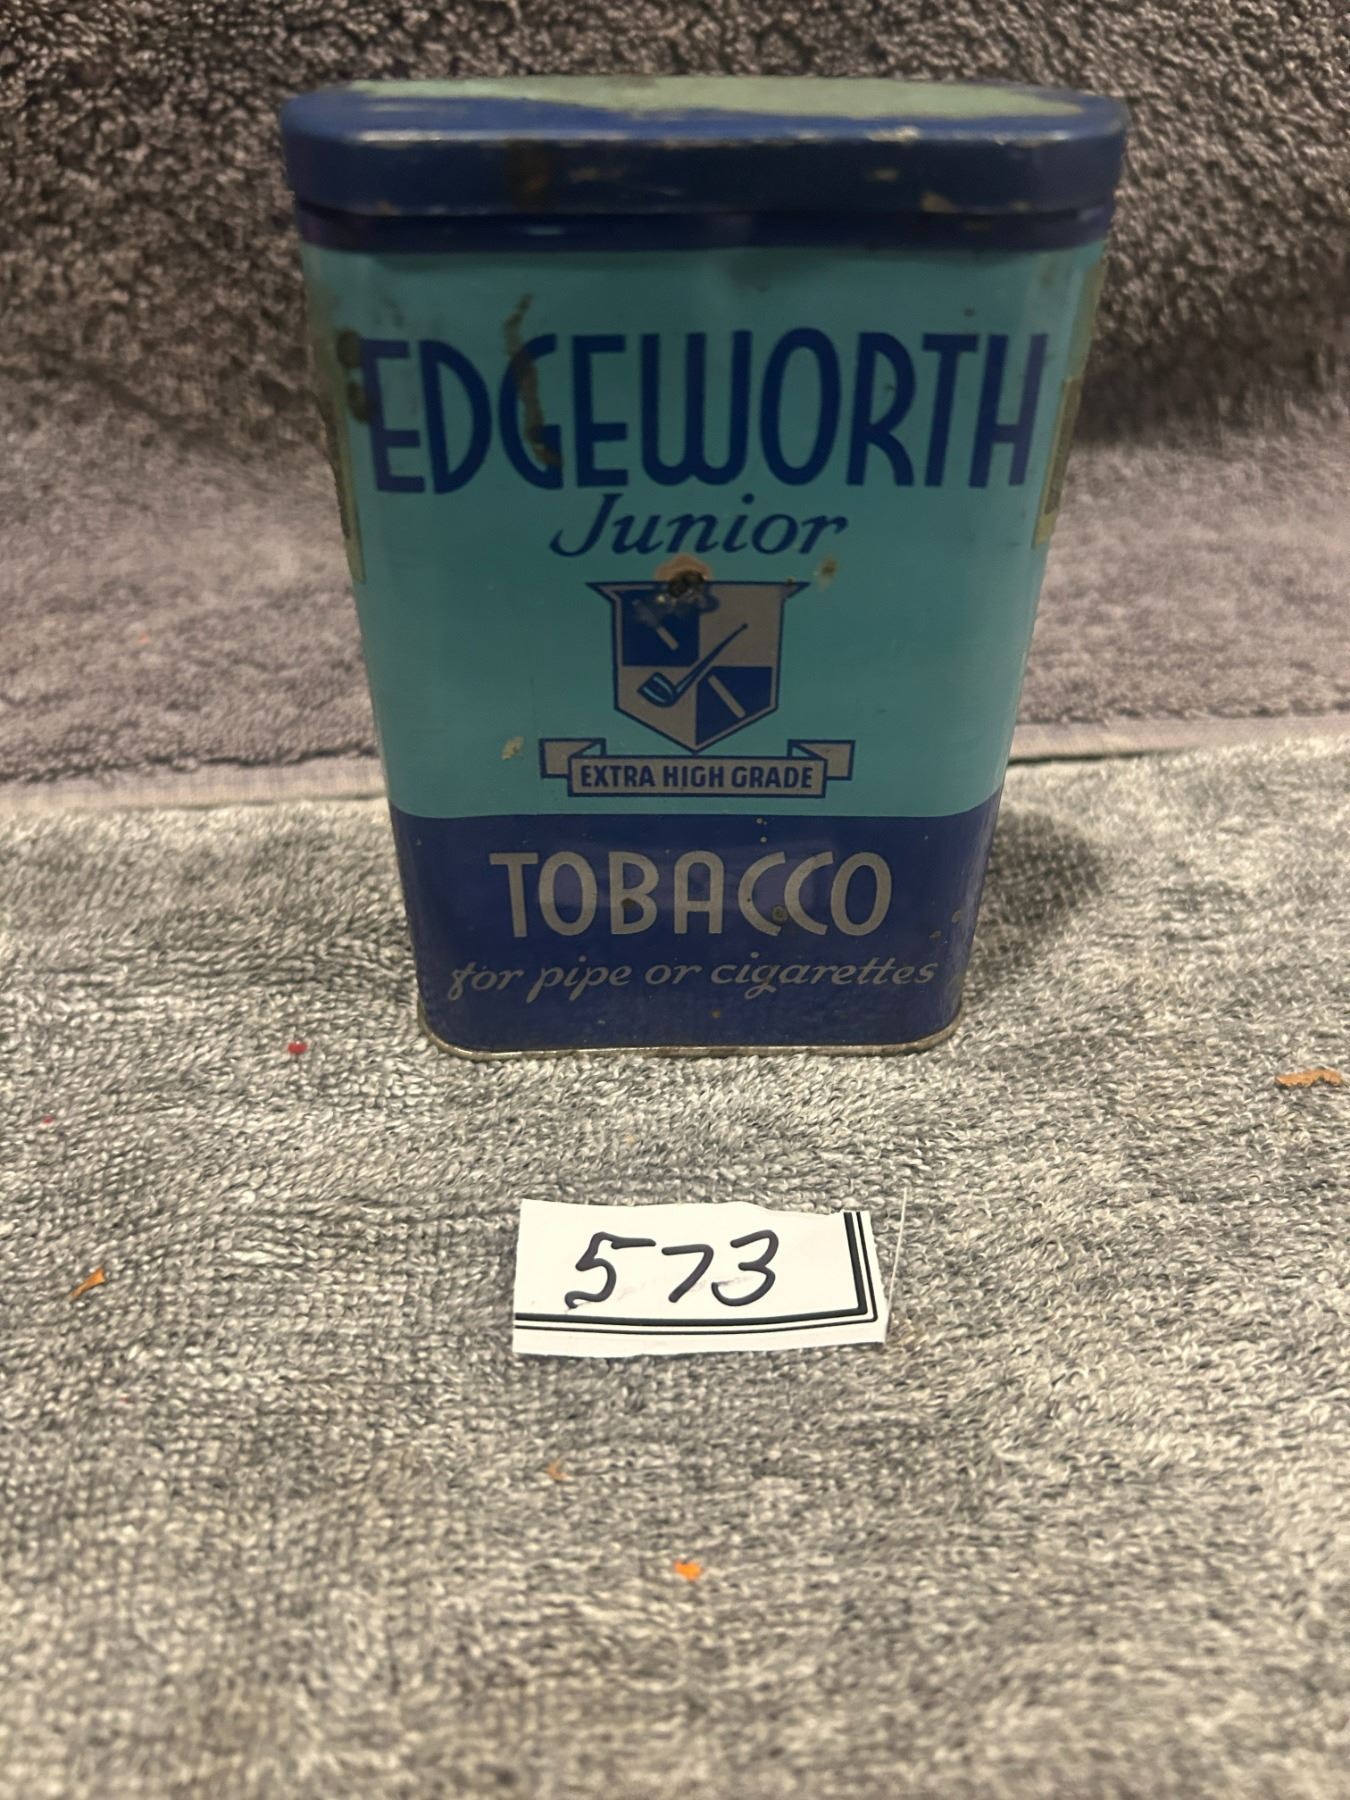 EDGEWORTH
Junior
EXTRA HIGH GRADE
TOBACCO
for pipe or cigarettes
573